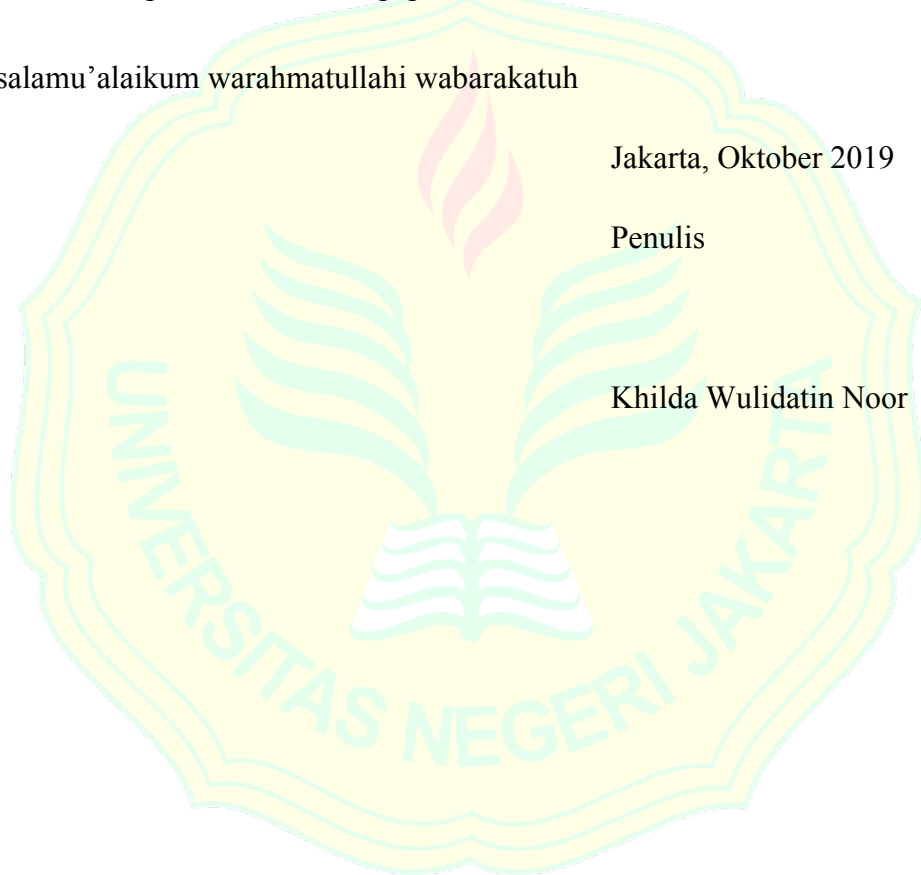 salamu’alaikum warahmatullahi wabarakatuh
Jakarta, Oktober 2019
Penulis
Khilda Wulidatin Noor
UNIVERSITAS NEGERI JAKARTA